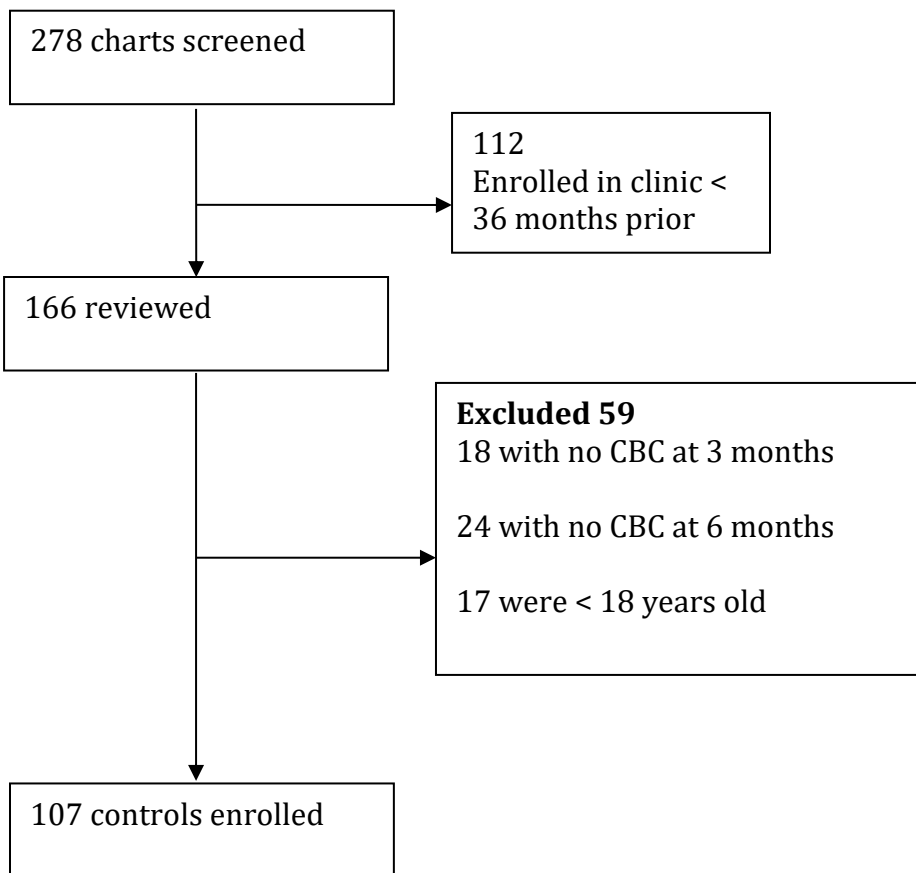 278 charts screened
112
Enrolled in clinic <
36 months prior
166 reviewed
Excluded 59
18 with no CBC at 3 months
24 with no CBC at 6 months
17 were < 18 years old
107 controls enrolled